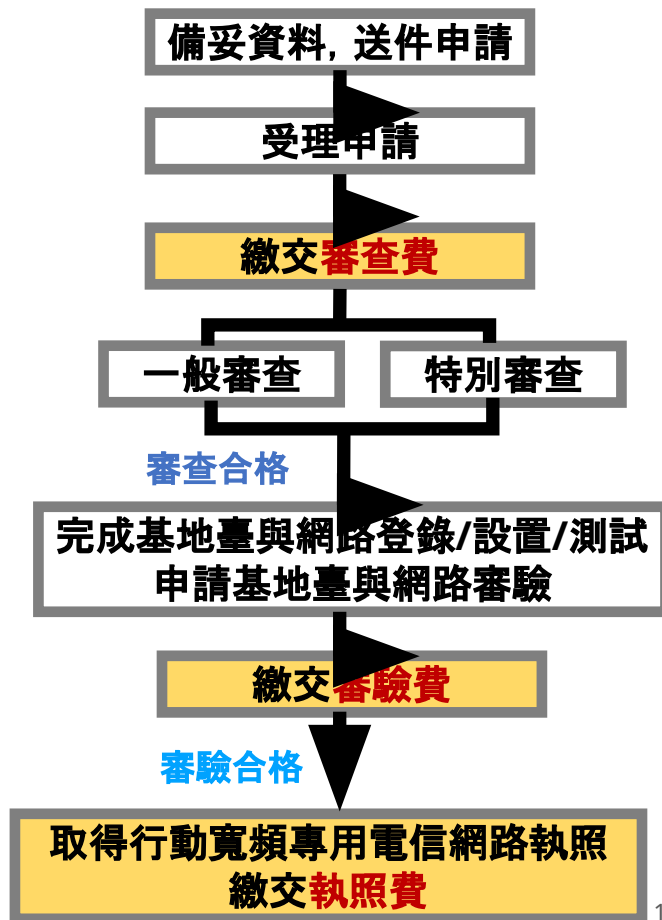 備妥資料, 送件申請
受理申請
繳交審查費
一般審查
特別審查
審查合格
完成基地臺與網路登錄/設置/測試
申請基地臺與網路審驗
繳交審驗費
審驗合格
取得行動寬頻專用電信網路執照
繳交執照費
1